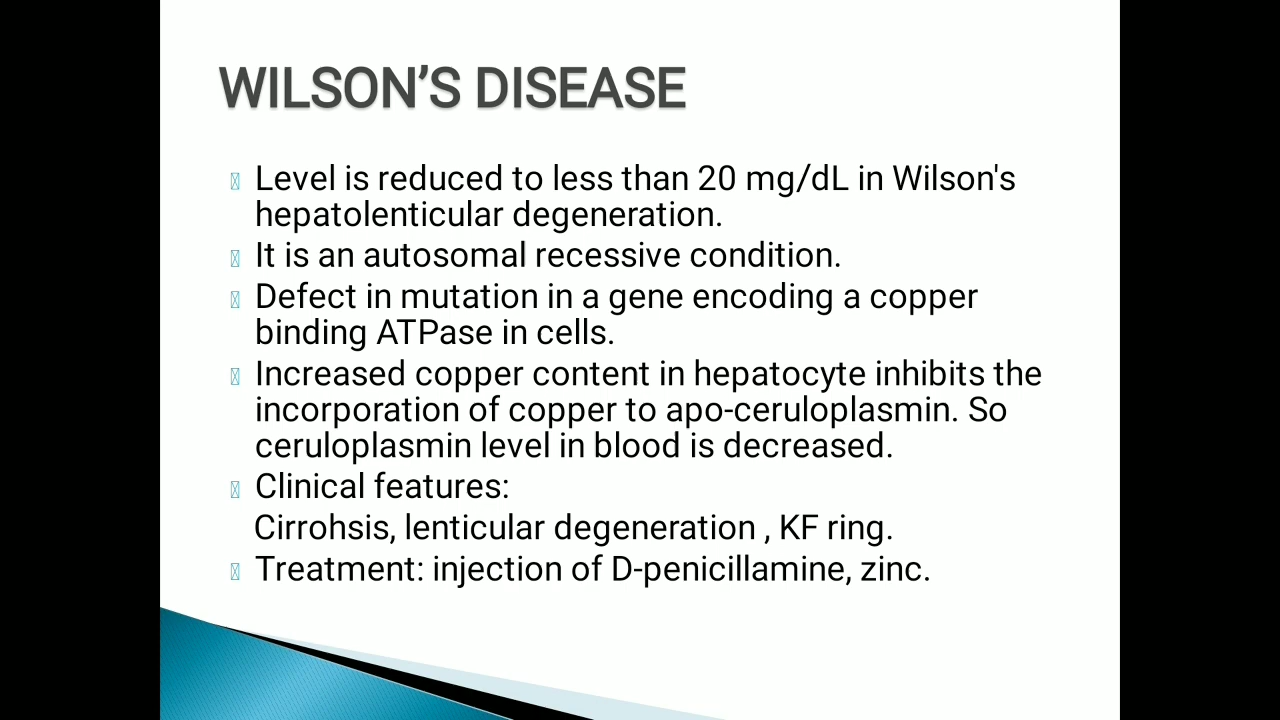 WILSON’S DISEASE
Level is reduced to less than 20 mg/dL in Wilson's
hepatolenticular degeneration.
It is an autosomal recessive condition.
Defect in mutation in a gene encoding a copper
binding ATPase in cells.
Increased copper content in hepatocyte inhibits the
incorporation of copper to apo-ceruloplasmin. So
ceruloplasmin level in blood is decreased.
Clinical features:
Cirrohsis, lenticular degeneration , KF ring.
Treatment: injection of D-penicillamine, zinc.